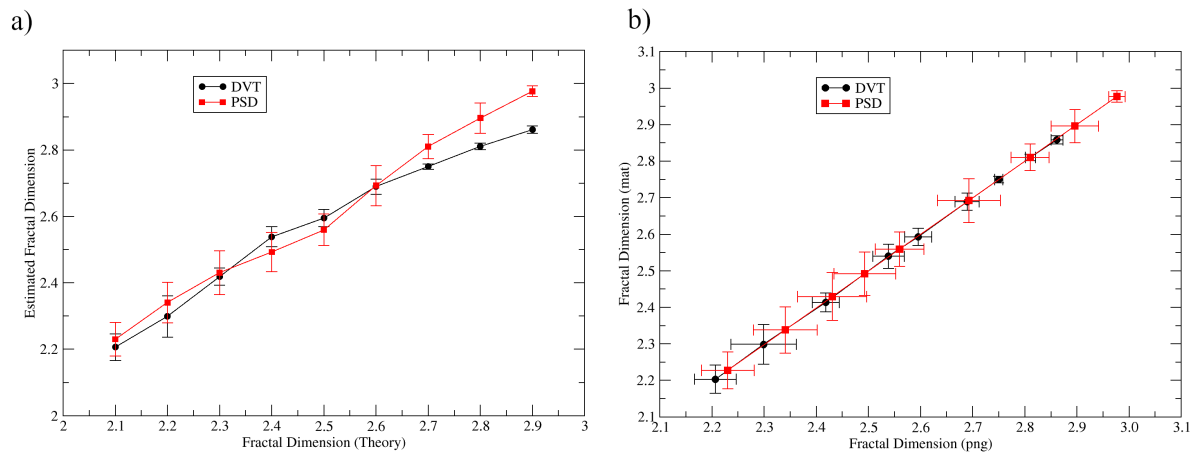 a)
DVT
PSD
3
2.8
2.6
2.4
2.2
2
Estimated Fractal Dimension
2 2.1 2.2 2.3 2.4 2.5 2.6 2.7 2.8 2.9 3
Fractal Dimension (Theory)
b)
DVT
PSD
3.1
3.0
2.9
2.8
2.7
2.6
2.5
2.4
2.3
2.2
2.1
Fractal Dimension (mat)
2.1 2.2 2.3 2.4 2.5 2.6 2.7 2.8 2.9 3.0 3.1
Fractal Dimension (png)